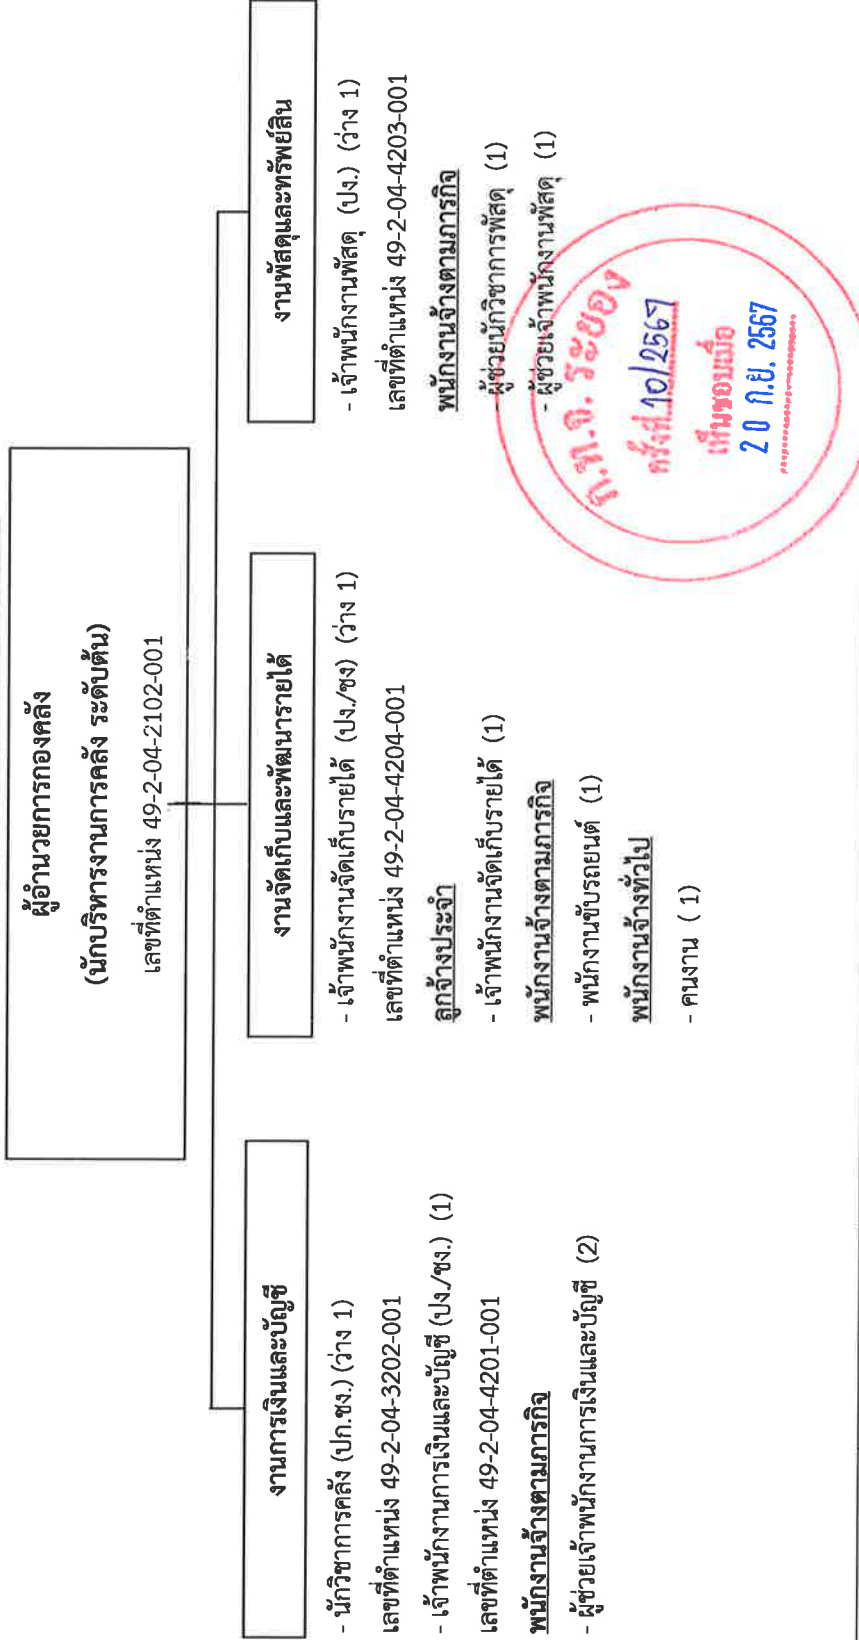 ผู้อำนวยการกองคลัง
(นักบริหารงานการคลัง ระดับต้น)
เลขที่ตำแหน่ง 49-2-04-2102-001
งานการเงินและบัญชี
- นักวิชาการคลัง (ปก.ชง.) (ว่าง 1)
เลขที่ตำแหน่ง 49-2-04-3202-001
- เจ้าพนักงานการเงินและบัญชี (ปง./ชง.) (1)
เลขที่ตำแหน่ง 49-2-04-4201-001
พนักงานจ้างตามภารกิจ
- ผู้ช่วยเจ้าพนักงานการเงินและบัญชี (2)
งานจัดเก็บและพัฒนารายได้
- เจ้าพนักงานจัดเก็บรายได้ (ปง./ชง) (ว่าง 1)
เลขที่ตำแหน่ง 49-2-04-4204-001
ลูกจ้างประจำ
- เจ้าพนักงานจัดเก็บรายได้ (1)
พนักงานจ้างตามภารกิจ
- พนักงานขับรถยนต์ (1)
พนักงานจ้างทั่วไป
- คนงาน ( 1)
งานพัสดุและทรัพย์สิน
- เจ้าพนักงานพัสดุ (ปง.) (ว่าง 1)
เลขที่ตำแหน่ง 49-2-04-4203-001
พนักงานจ้างตามภารกิจ
- ผู้ช่วยนักวิชาการพัสดุ (1)
- ผู้ช่วยเจ้าพนักงานพัสดุ (1)
ก.ท.จ. ระยอง
ครั้งที่ 10/2567
เห็นชอบเมื่อ
20 ก.ย. 2567